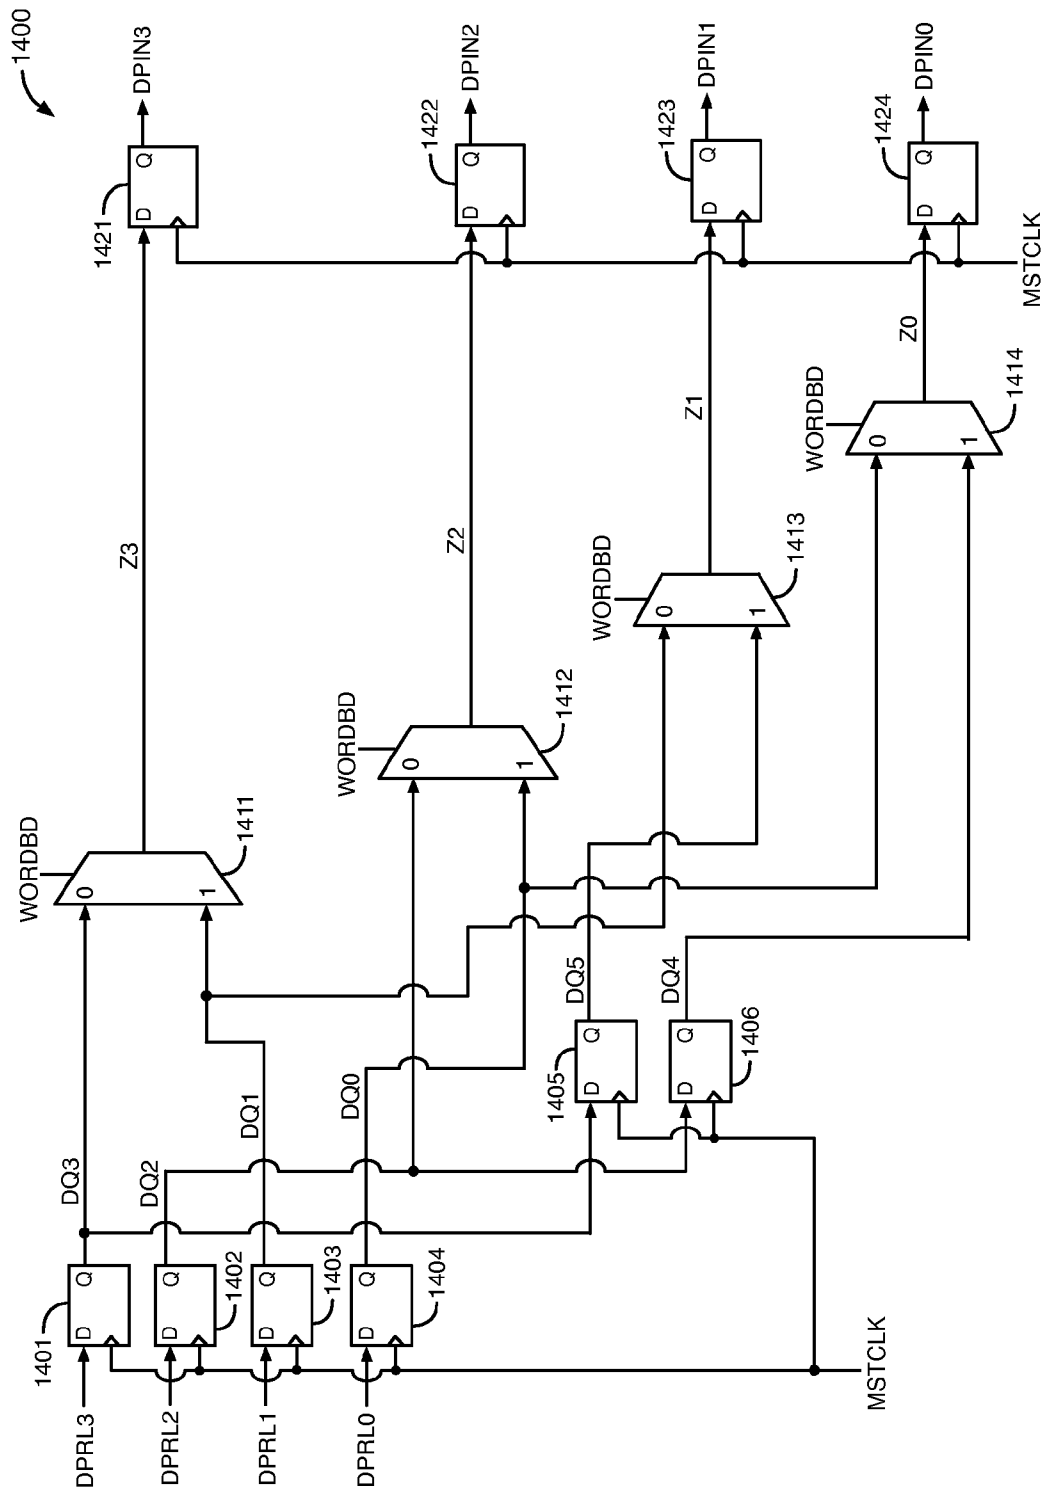 1400
DPRL3
1401
D
Q
DQ3
WORDBD
0
1
1411
Z3
1421
D
Q
DPIN3
DPRL2
D
Q
1402
DQ2
WORDBD
0
1
1412
Z2
1422
D
Q
DPIN2
DPRL1
D
Q
1403
DQ1
WORDBD
0
1
1413
Z1
1423
D
Q
DPIN1
DPRL0
D
Q
1404
DQ0
1405
D
Q
DQ5
D
Q
1406
DQ4
WORDBD
0
1
1414
Z0
1424
D
Q
DPIN0
MSTCLK
MSTCLK